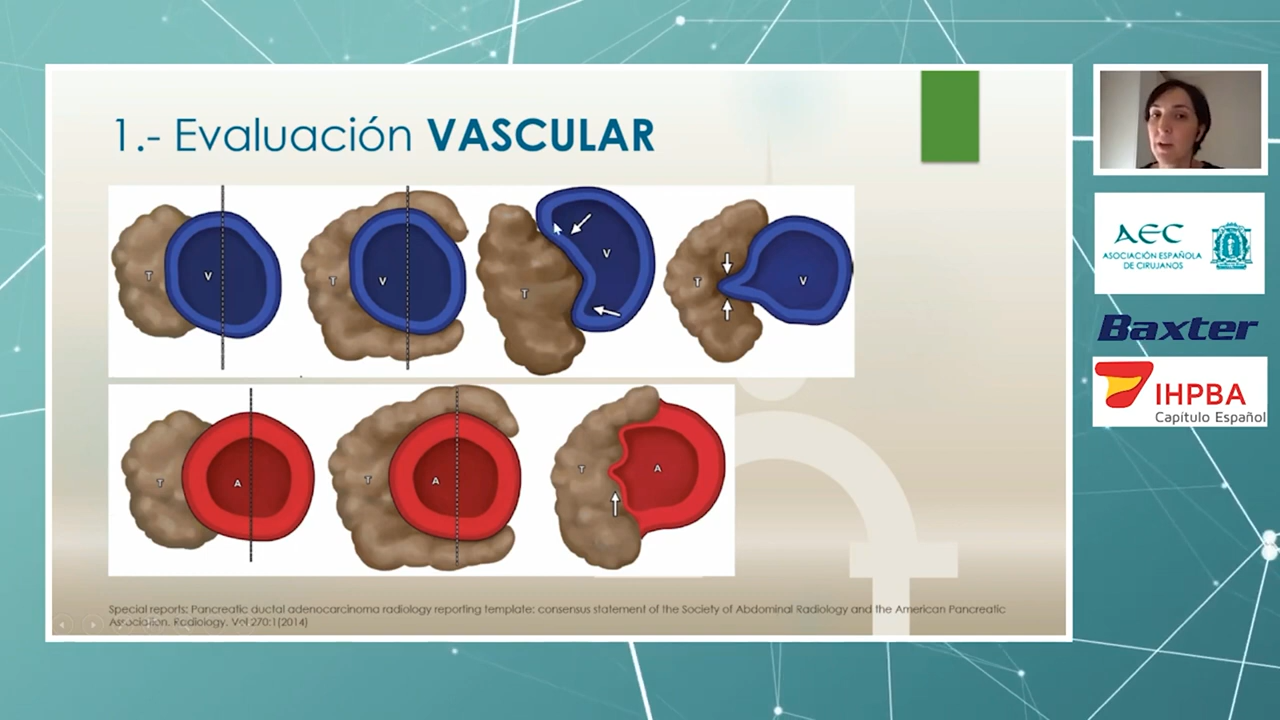 1.- Evaluación VASCULAR
T V
T V
T V
T V
T A
T A
T A
Special reports: Pancreatic ductal adenocarcinoma radiology reporting template: consensus statement of the Society of Abdominal Radiology and the American Pancreatic
Association. Radiology. Vol 270:1(2014)
AEC
ASOCIACIÓN ESPAÑOLA
DE CIRUJANOS
Baxter
IHPBA
Capítulo Español